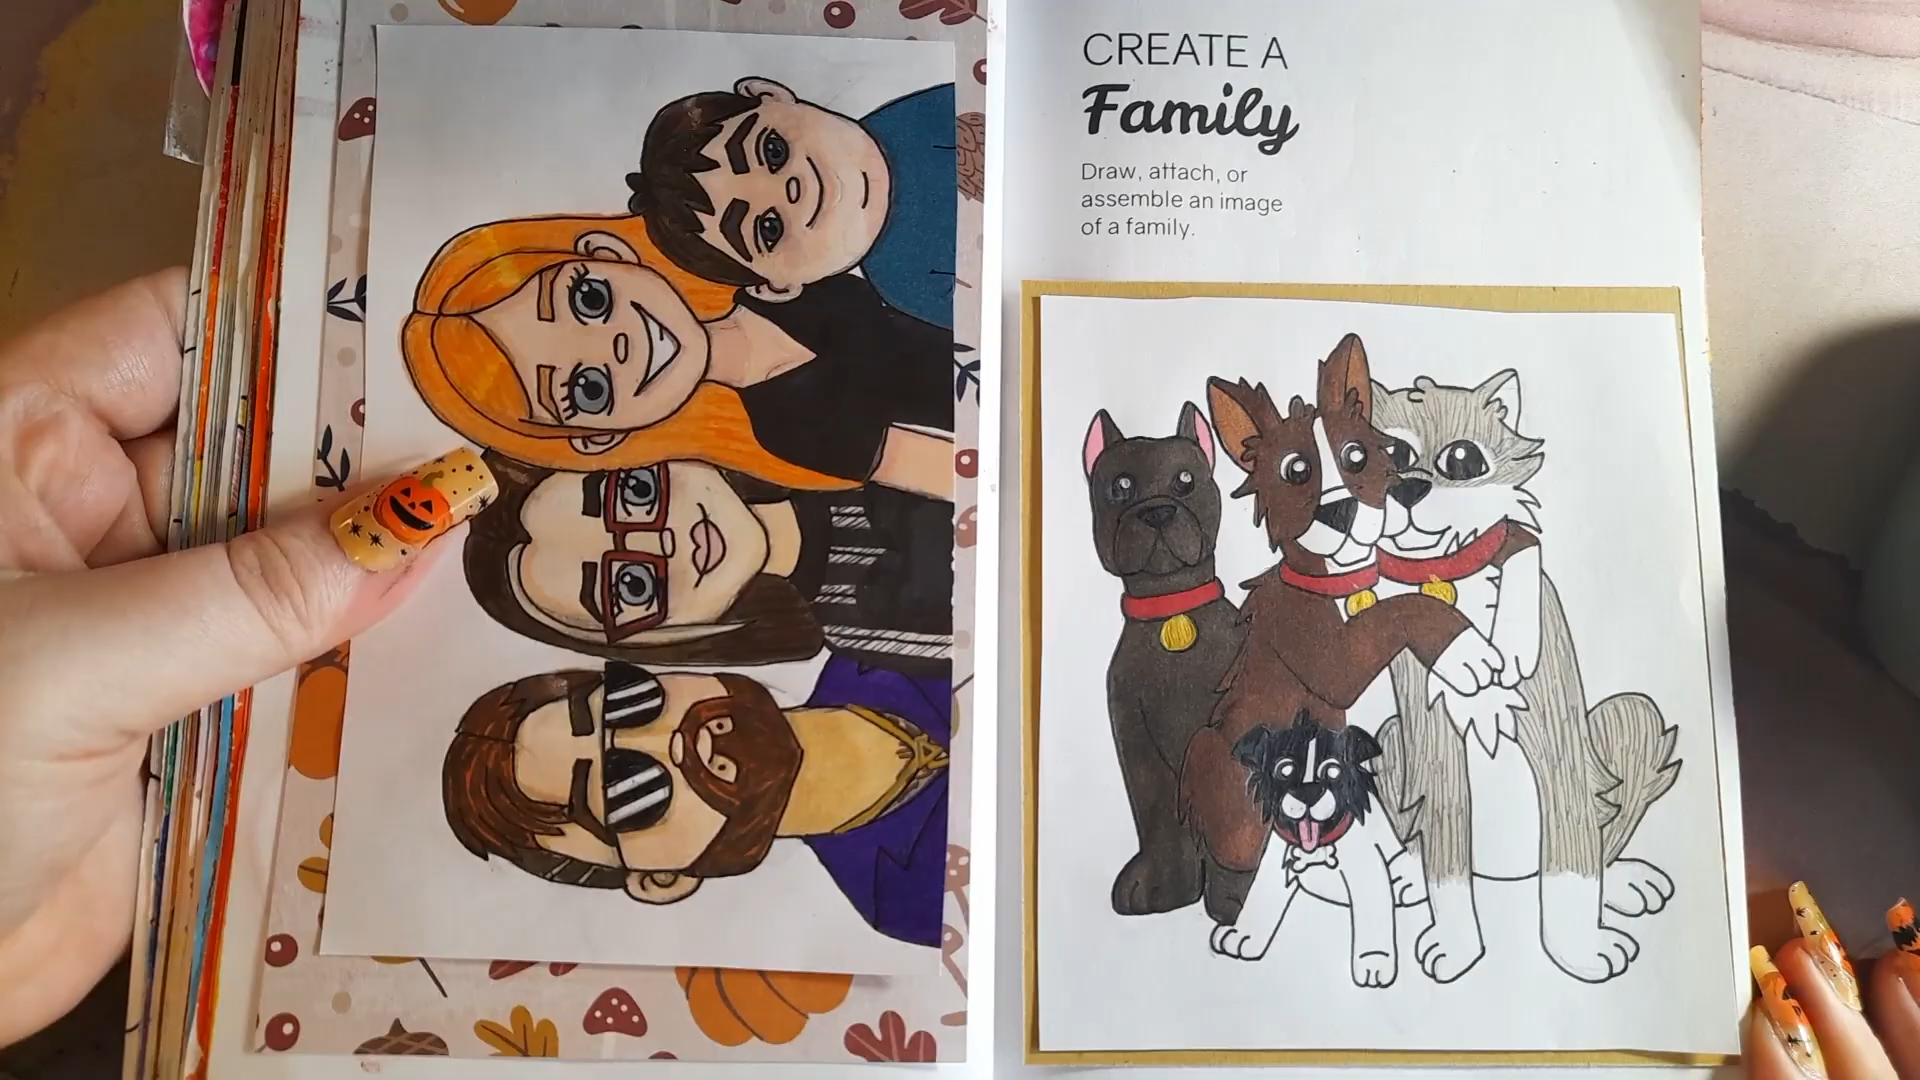 CREATE A
Family
Draw, attach, or
assemble an image
of a family.